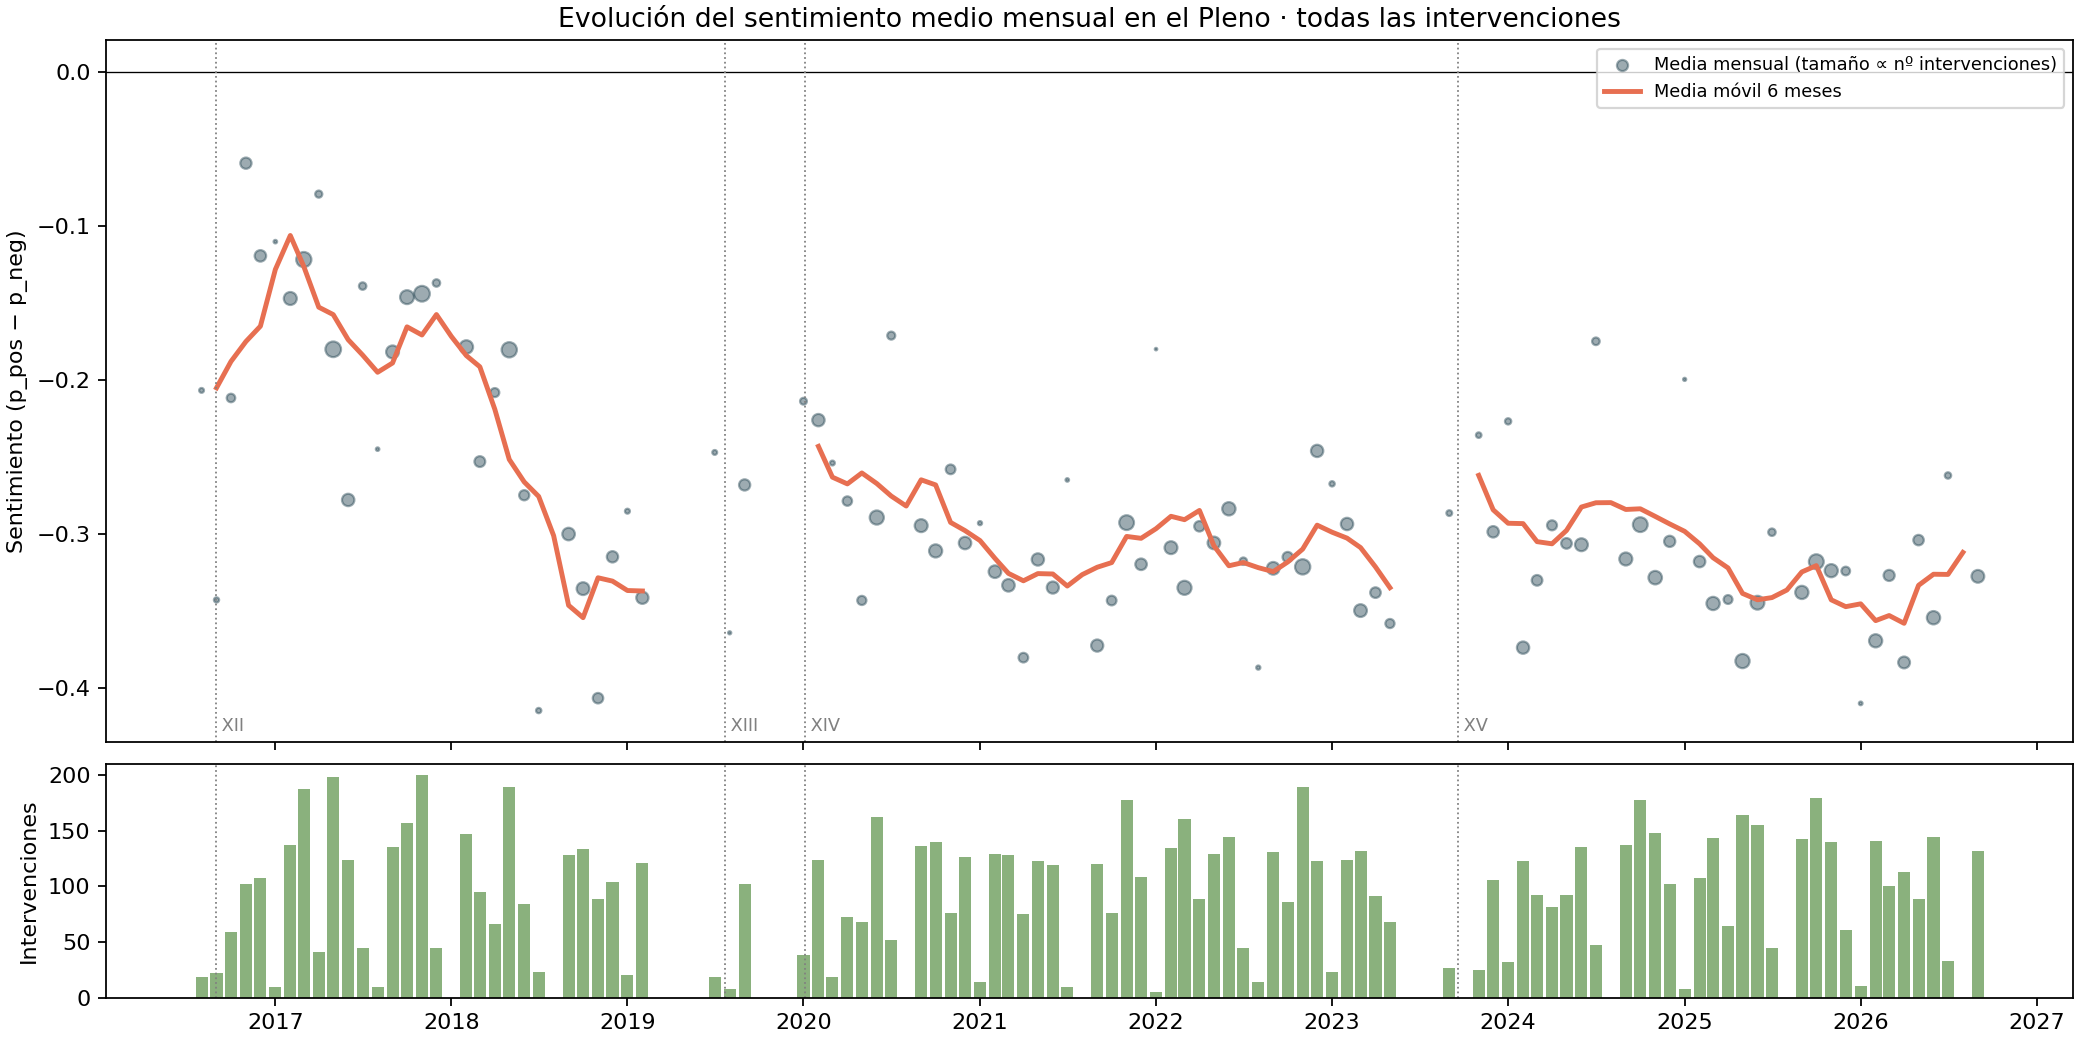 Evolución del sentimiento medio mensual en el Pleno · todas las intervenciones
Media mensual (tamaño ∝ nº intervenciones)
Media móvil 6 meses
Sentimiento (p_pos − p_neg)
0.0
−0.1
−0.2
−0.3
−0.4
XII
XIII
XIV
XV
Intervenciones
200
150
100
50
0
2017
2018
2019
2020
2021
2022
2023
2024
2025
2026
2027